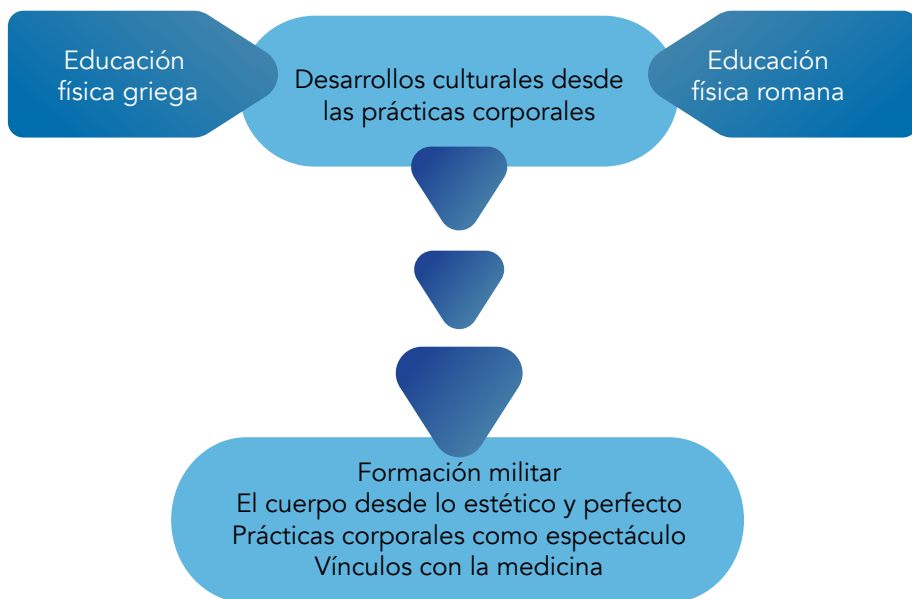 Educación
física griega
Desarrollos culturales desde
las prácticas corporales
Educación
física romana
Formación militar
El cuerpo desde lo estético y perfecto
Prácticas corporales como espectáculo
Vínculos con la medicina